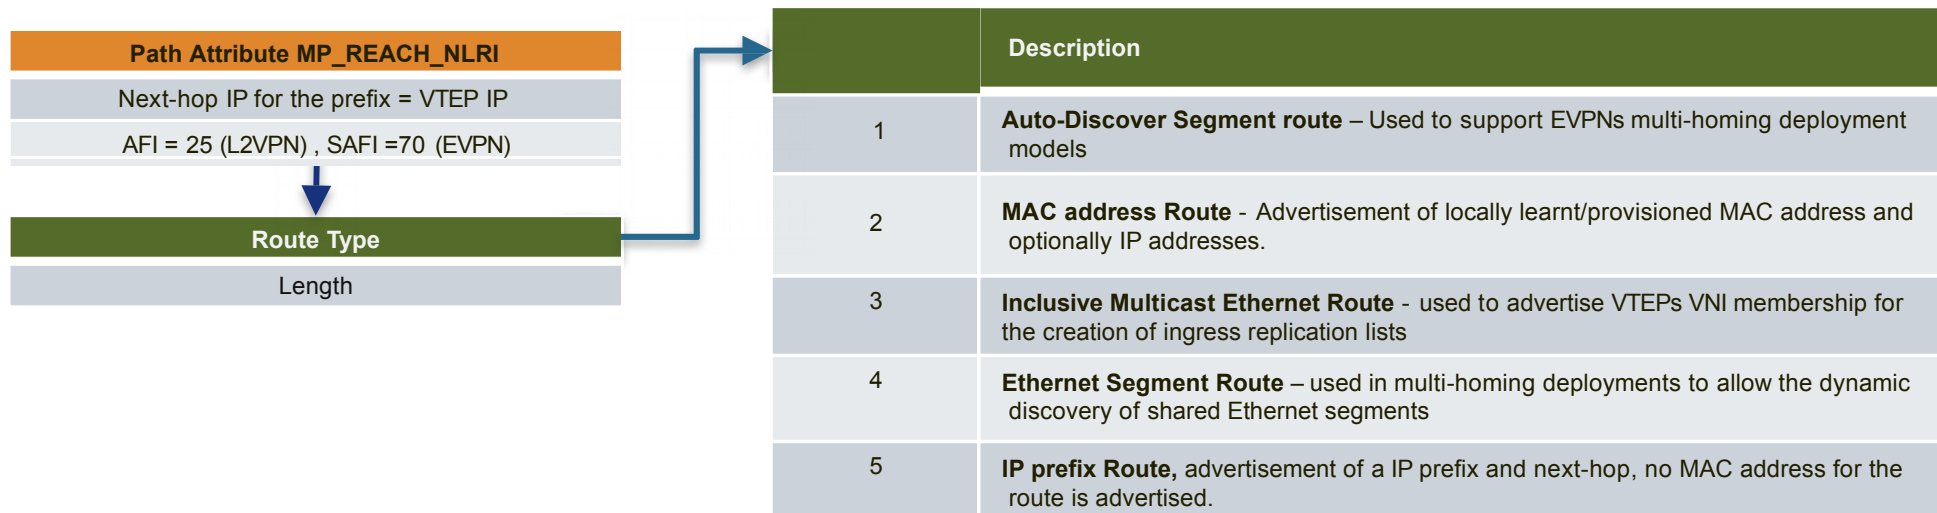 Path Attribute MP_REACH_NLRI
Next-hop IP for the prefix = VTEP IP
AFI = 25 (L2VPN) , SAFI =70 (EVPN)
Route Type
Length
Description
1
Auto-Discover Segment route – Used to support EVPNs multi-homing deployment
models
2
MAC address Route - Advertisement of locally learnt/provisioned MAC address and
optionally IP addresses.
3
Inclusive Multicast Ethernet Route - used to advertise VTEPs VNI membership for
the creation of ingress replication lists
4
Ethernet Segment Route – used in multi-homing deployments to allow the dynamic
discovery of shared Ethernet segments
5
IP prefix Route, advertisement of a IP prefix and next-hop, no MAC address for the
route is advertised.